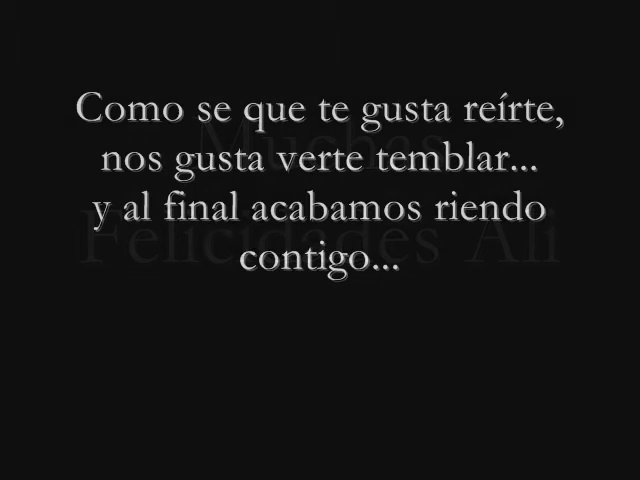 Como se que te gusta reírte,
nos gusta verte temblar...
y al final acabamos riendo
contigo...
Muchas
Felicidades Ali